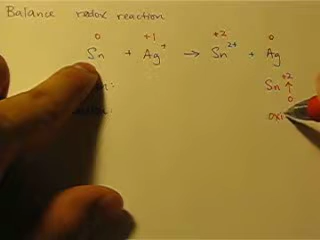 Balance redox reaction
0 +1 +2 0
Sn + Ag+ → Sn2+ + Ag
+2
Sn ↑
0
oxi